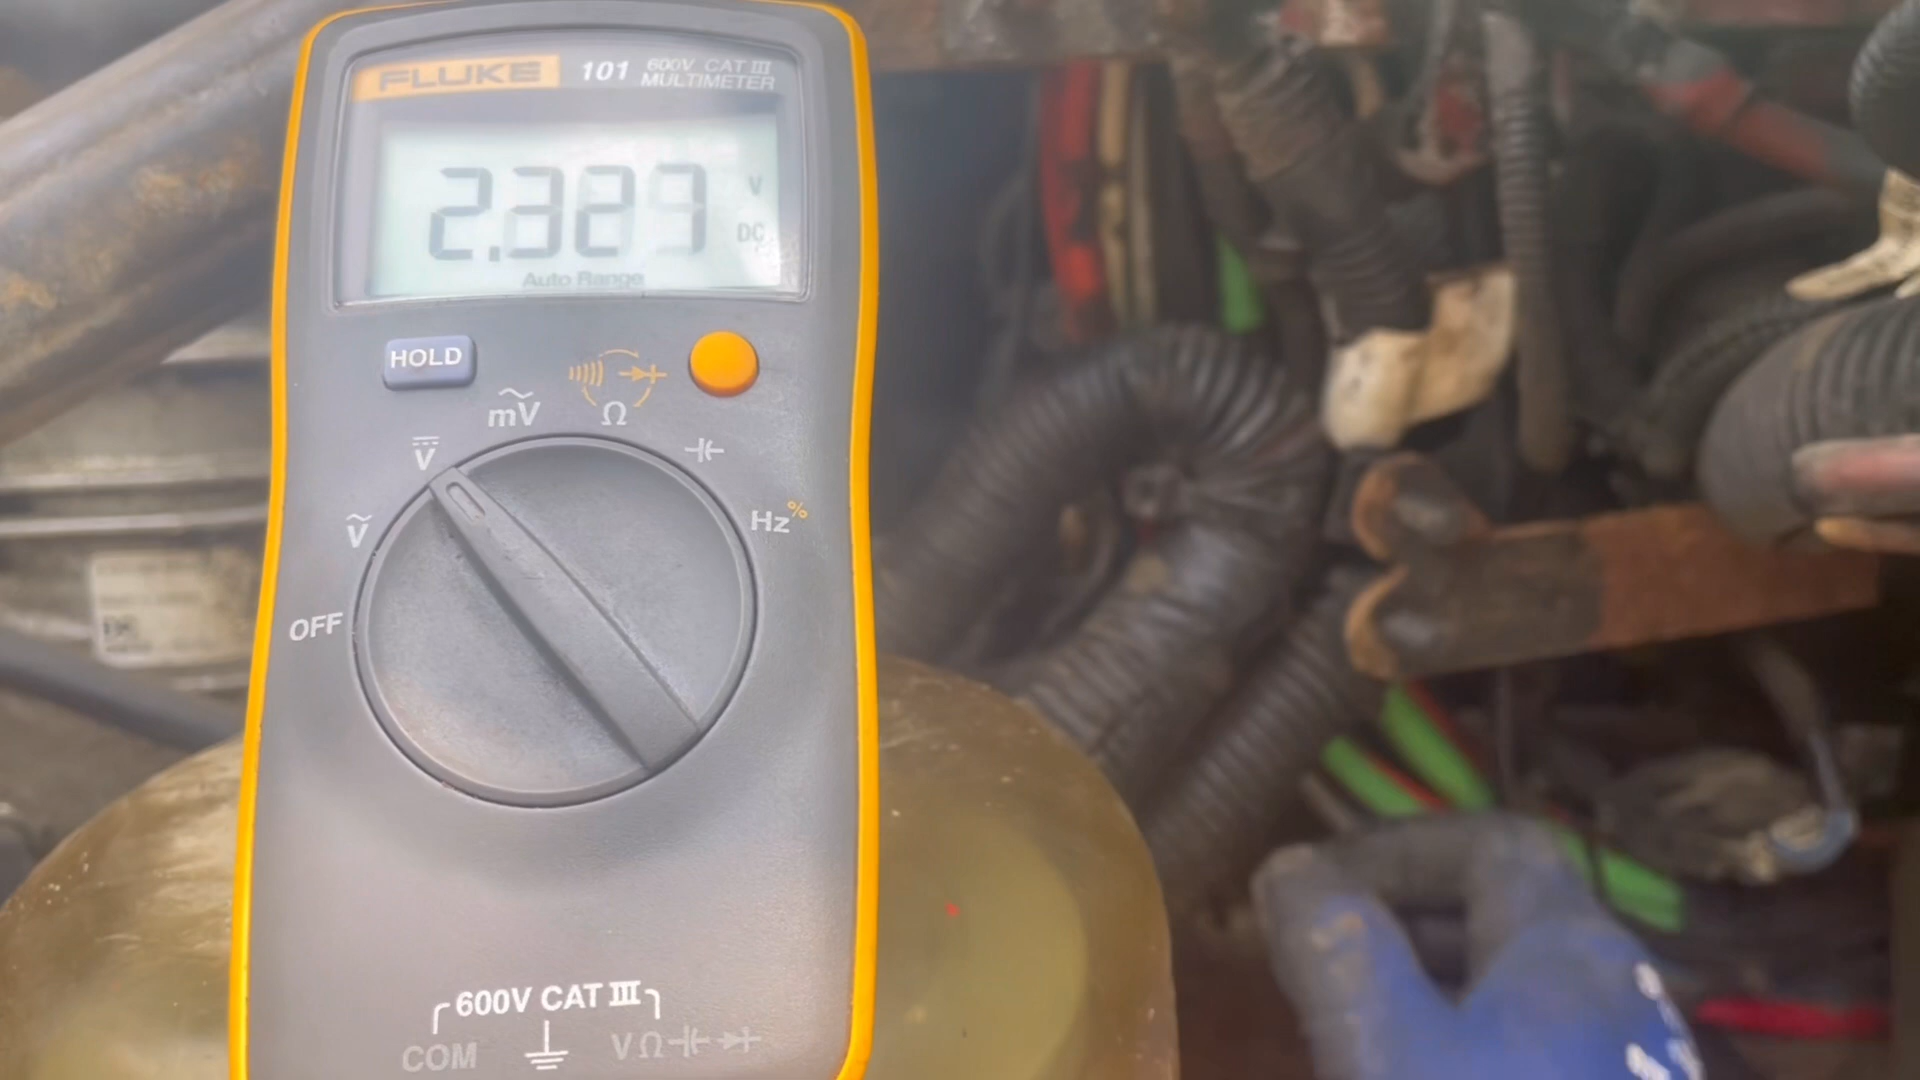 FLUKE 101 600V CAT III
MULTIMETER
2.327 V
DC
Auto Range
HOLD
mV
Ω
V
V
Hz%
OFF
600V CAT III
COM VΩ